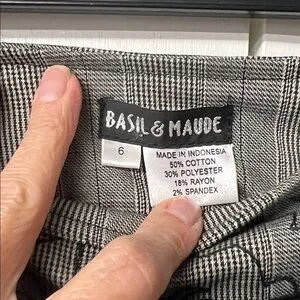 BASIL & MAUDE
6
MADE IN INDONESIA
50% COTTON
30% POLYESTER
18% RAYON
2% SPANDEX